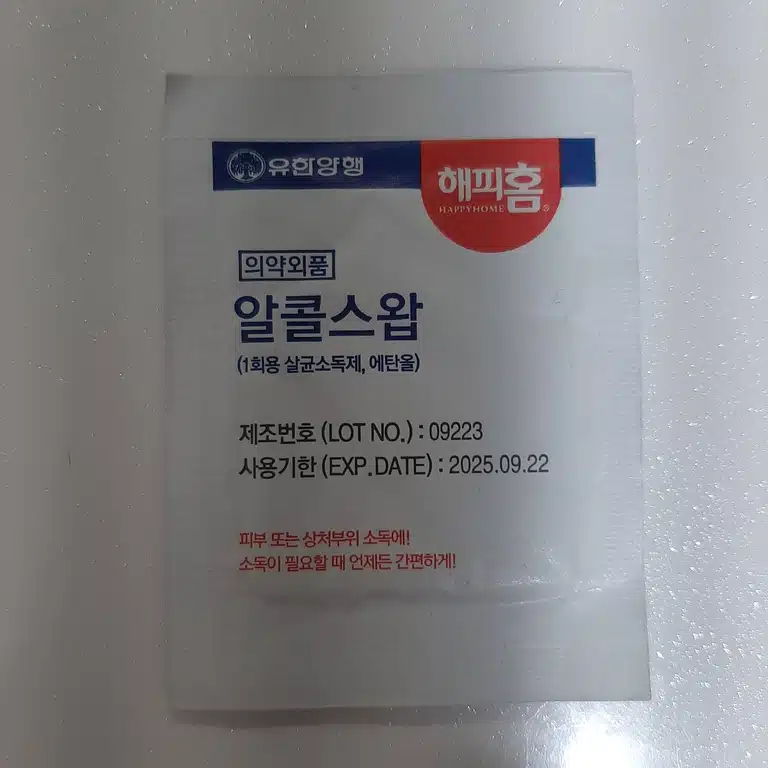 유한양행
해피홈
HAPPYHOME®
의약외품
알콜스왑
(1회용 살균소독제, 에탄올)
제조번호 (LOT NO.) : 09223
사용기한 (EXP.DATE) : 2025.09.22
피부 또는 상처부위 소독에!
소독이 필요할 때 언제든 간편하게!